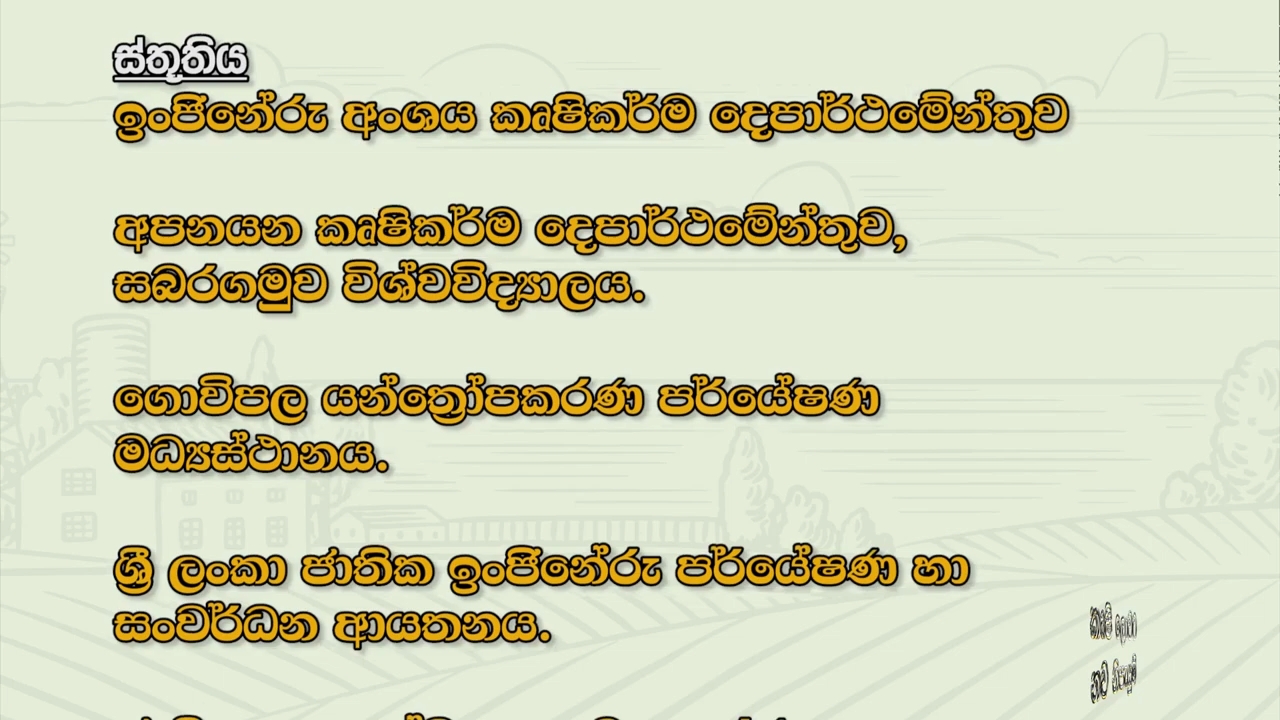 ස්තූතිය
ඉංජිනේරු අංශය කෘෂිකර්ම දෙපාර්ථමේන්තුව
අපනයන කෘෂිකර්ම දෙපාර්ථමේන්තුව,
සබරගමුව විශ්වවිද්‍යාලය.
ගොවිපල යන්ත්‍රෝපකරණ පර්යේෂණ
මධ්‍යස්ථානය.
ශ්‍රී ලංකා ජාතික ඉංජිනේරු පර්යේෂණ හා
සංවර්ධන ආයතනය.